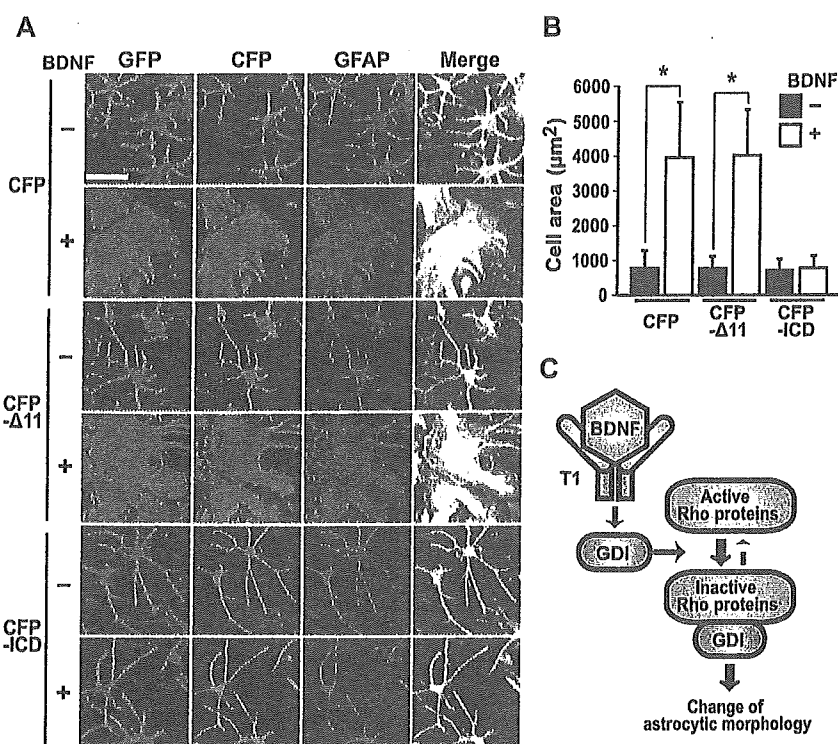 A
BDNF GFP CFP GFAP Merge
CFP
−
+
CFP
-Δ11
−
+
CFP
-ICD
−
+
B
BDNF
−
+
* *
Cell area (µm²)
6000
5000
4000
3000
2000
1000
0
CFP CFP CFP
-Δ11 -ICD
C
BDNF
T1
GDI
Active
Rho proteins
Inactive
Rho proteins
GDI
Change of
astrocytic morphology